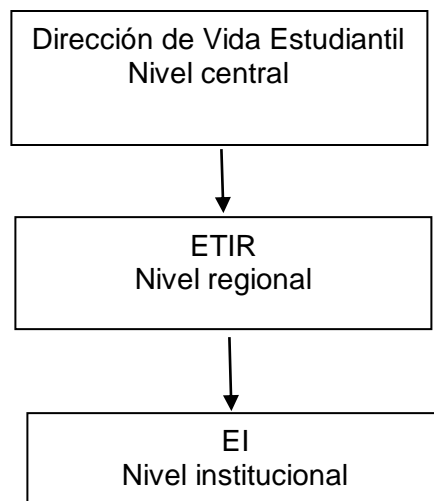 Dirección de Vida Estudiantil
Nivel central
ETIR
Nivel regional
EI
Nivel institucional